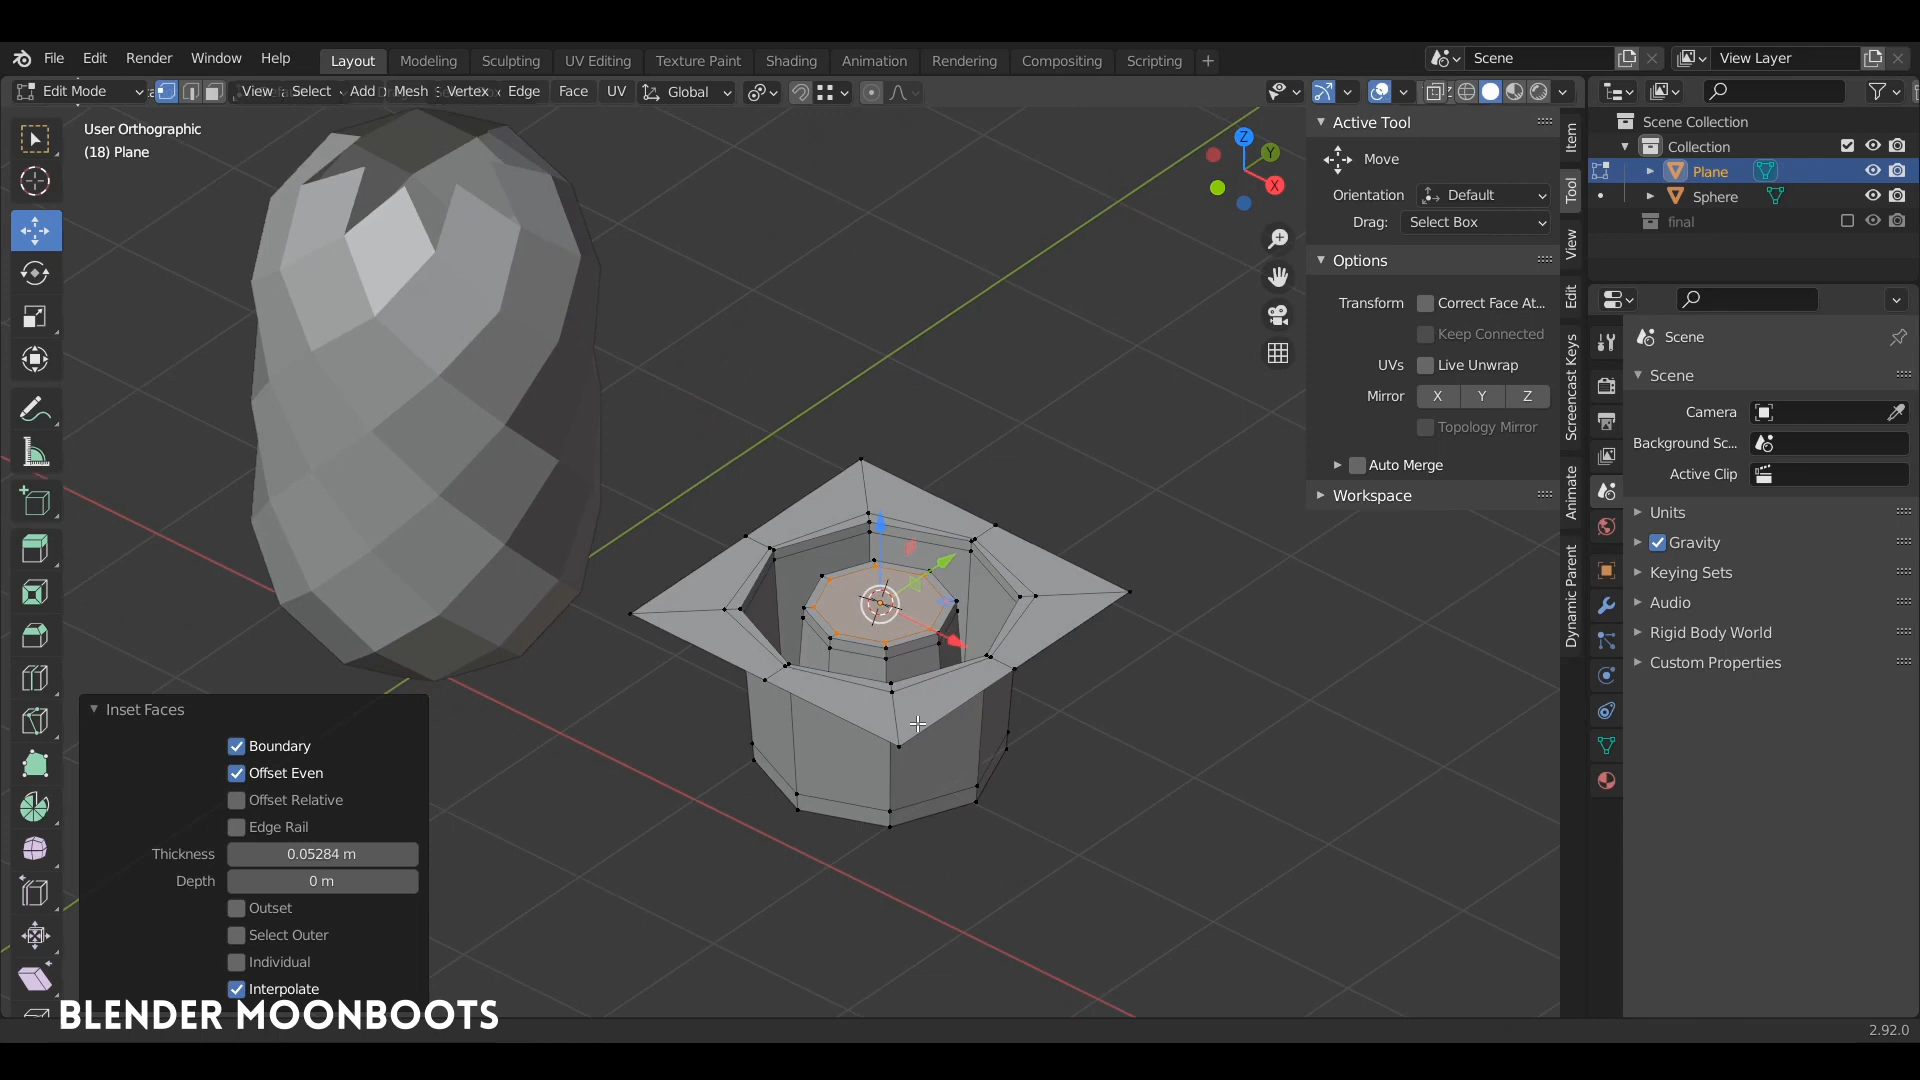 File Edit Render Window Help
Layout Modeling Sculpting UV Editing Texture Paint Shading Animation Rendering Compositing Scripting +
Scene
View Layer
Edit Mode
View Select Add Mesh Vertex Edge Face UV
Global
User Orthographic
(18) Plane
Z
Y
X
Active Tool
Move
Orientation Default
Drag: Select Box
Options
Transform Correct Face At...
Keep Connected
UVs Live Unwrap
Mirror X Y Z
Topology Mirror
Auto Merge
Workspace
Item
Tool
View
Edit
Screencast Keys
Animate
Dynamic Parent
Scene Collection
Collection
Plane
Sphere
final
Scene
Scene
Camera
Background Sc...
Active Clip
Units
Gravity
Keying Sets
Audio
Rigid Body World
Custom Properties
Inset Faces
Boundary
Offset Even
Offset Relative
Edge Rail
Thickness 0.05284 m
Depth 0 m
Outset
Select Outer
Individual
Interpolate
BLENDER MOONBOOTS
2.92.0